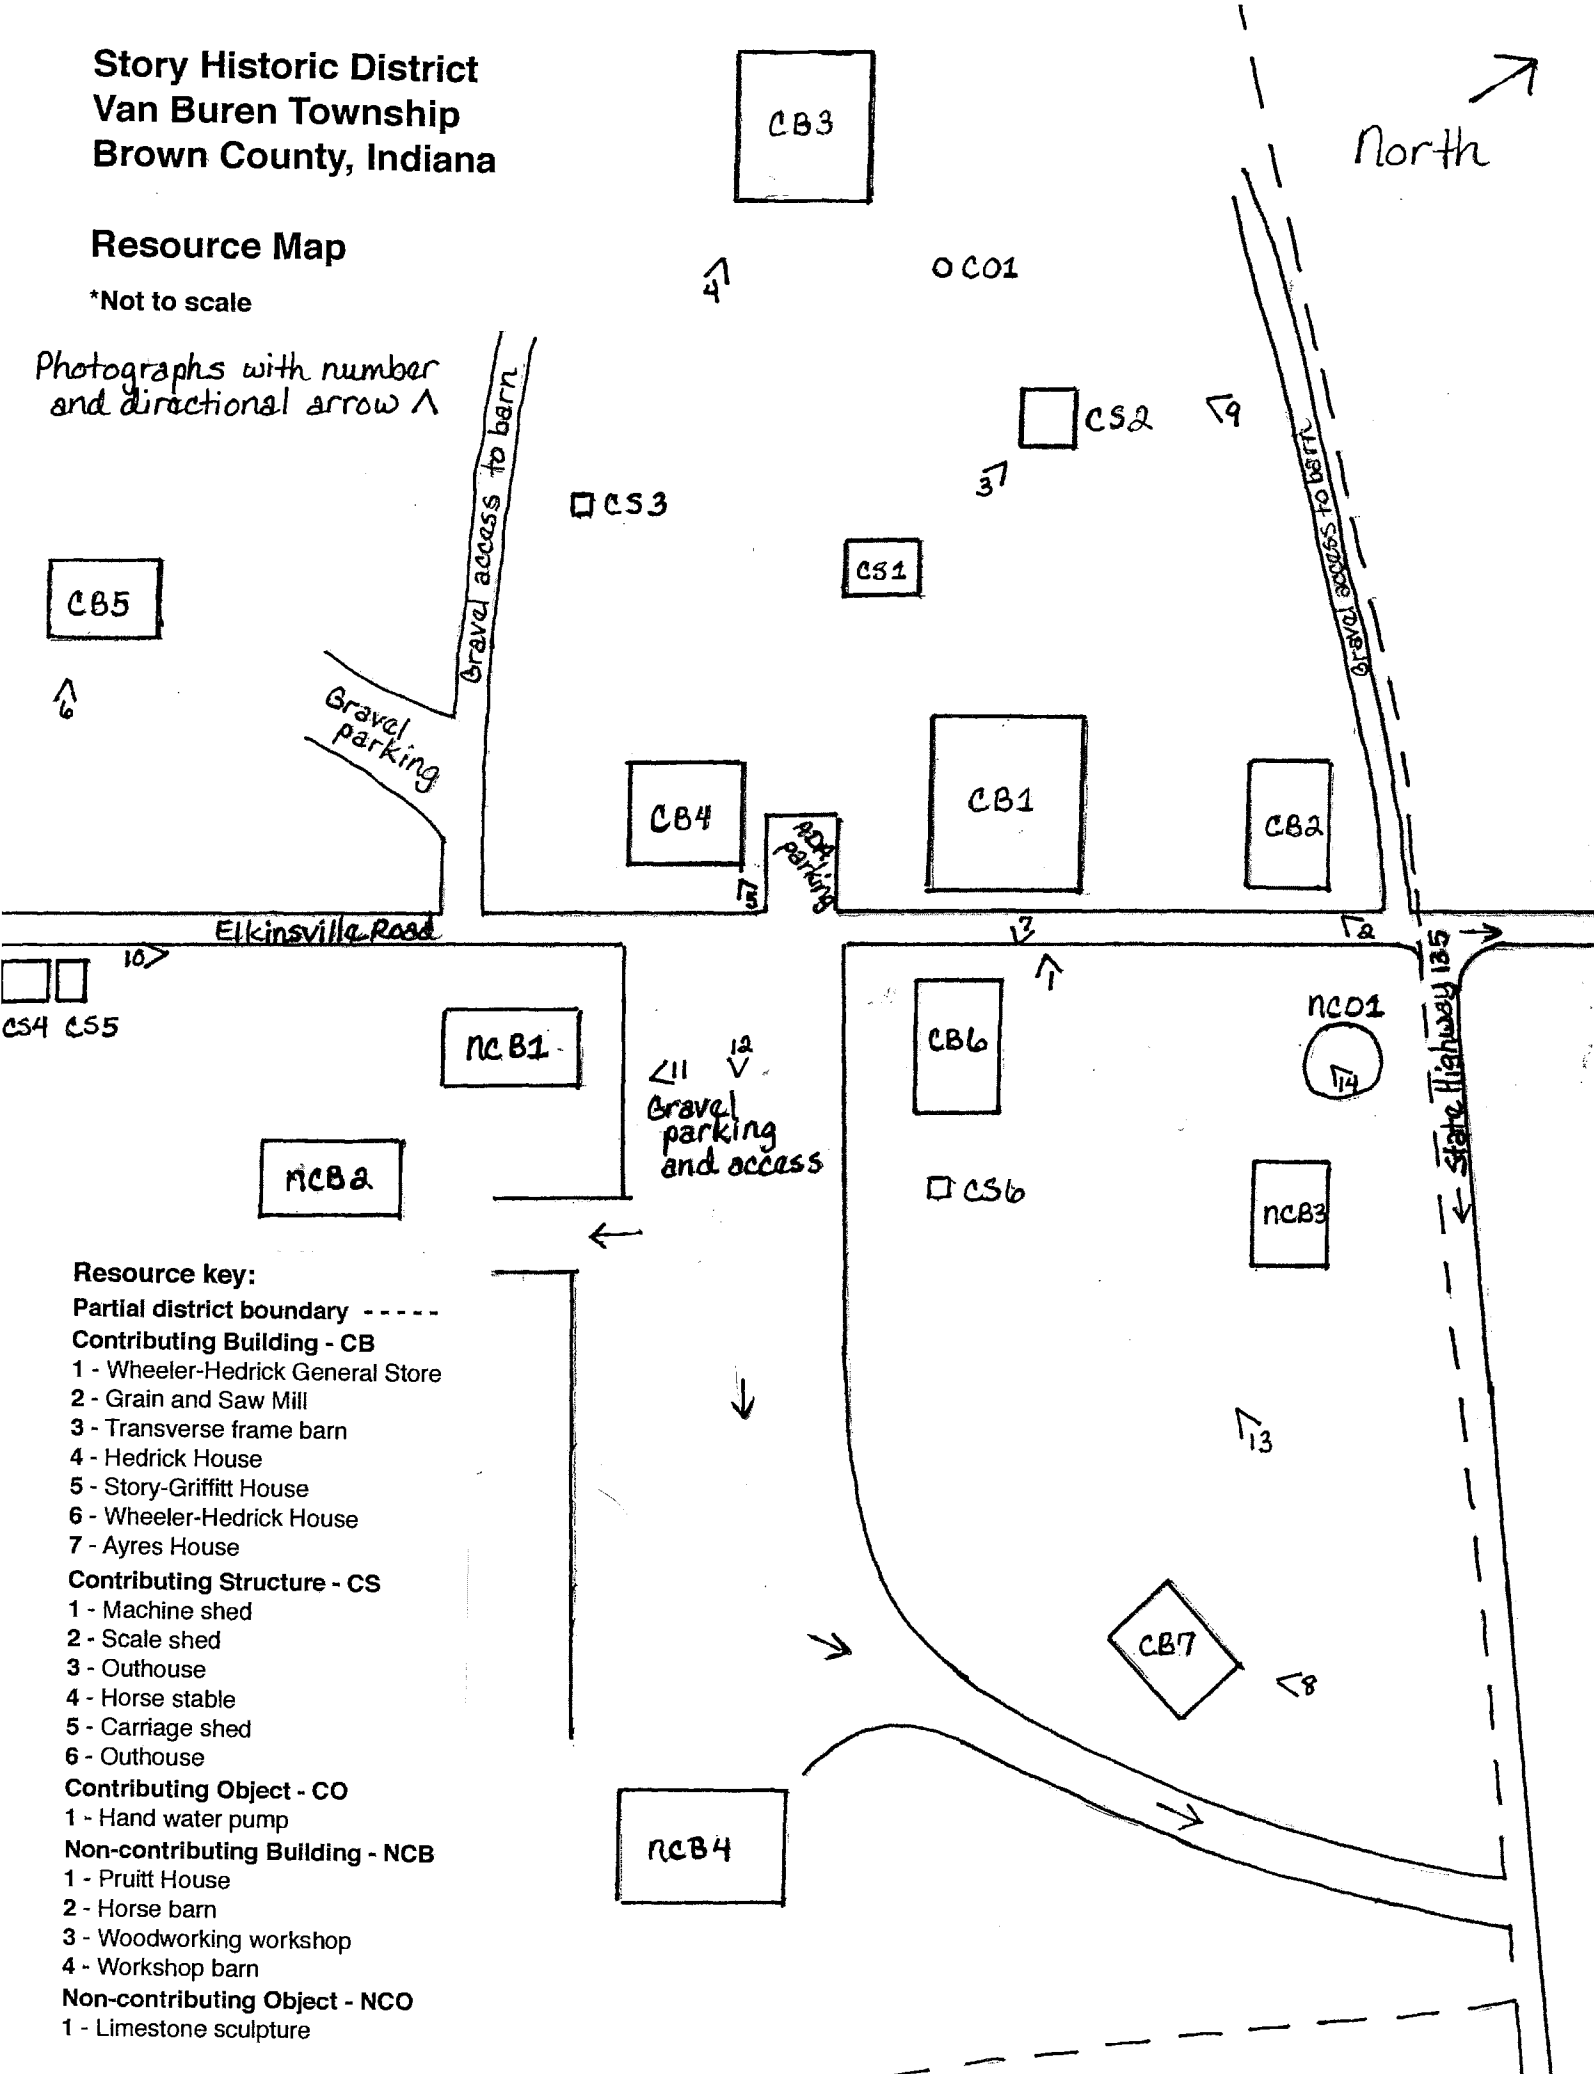 Story Historic District
Van Buren Township
Brown County, Indiana
Resource Map
*Not to scale
Photographs with number
and directional arrow Λ
North
CB3
4
CO1
CS2
9
3
CS3
CS1
Gravel access to barn
Gravel access to barn
CB5
6
Gravel
parking
CB4
5
ADA
parking
CB1
CB2
Elkinsville Road
7
2
1
10
CS4 CS5
NCB1
NCB2
11
12
Gravel
parking
and access
CB6
CS6
NCO1
14
NCB3
State Highway 135
13
CB7
8
NCB4
Resource key:
Partial district boundary - - - - -
Contributing Building - CB
1 - Wheeler-Hedrick General Store
2 - Grain and Saw Mill
3 - Transverse frame barn
4 - Hedrick House
5 - Story-Griffitt House
6 - Wheeler-Hedrick House
7 - Ayres House
Contributing Structure - CS
1 - Machine shed
2 - Scale shed
3 - Outhouse
4 - Horse stable
5 - Carriage shed
6 - Outhouse
Contributing Object - CO
1 - Hand water pump
Non-contributing Building - NCB
1 - Pruitt House
2 - Horse barn
3 - Woodworking workshop
4 - Workshop barn
Non-contributing Object - NCO
1 - Limestone sculpture